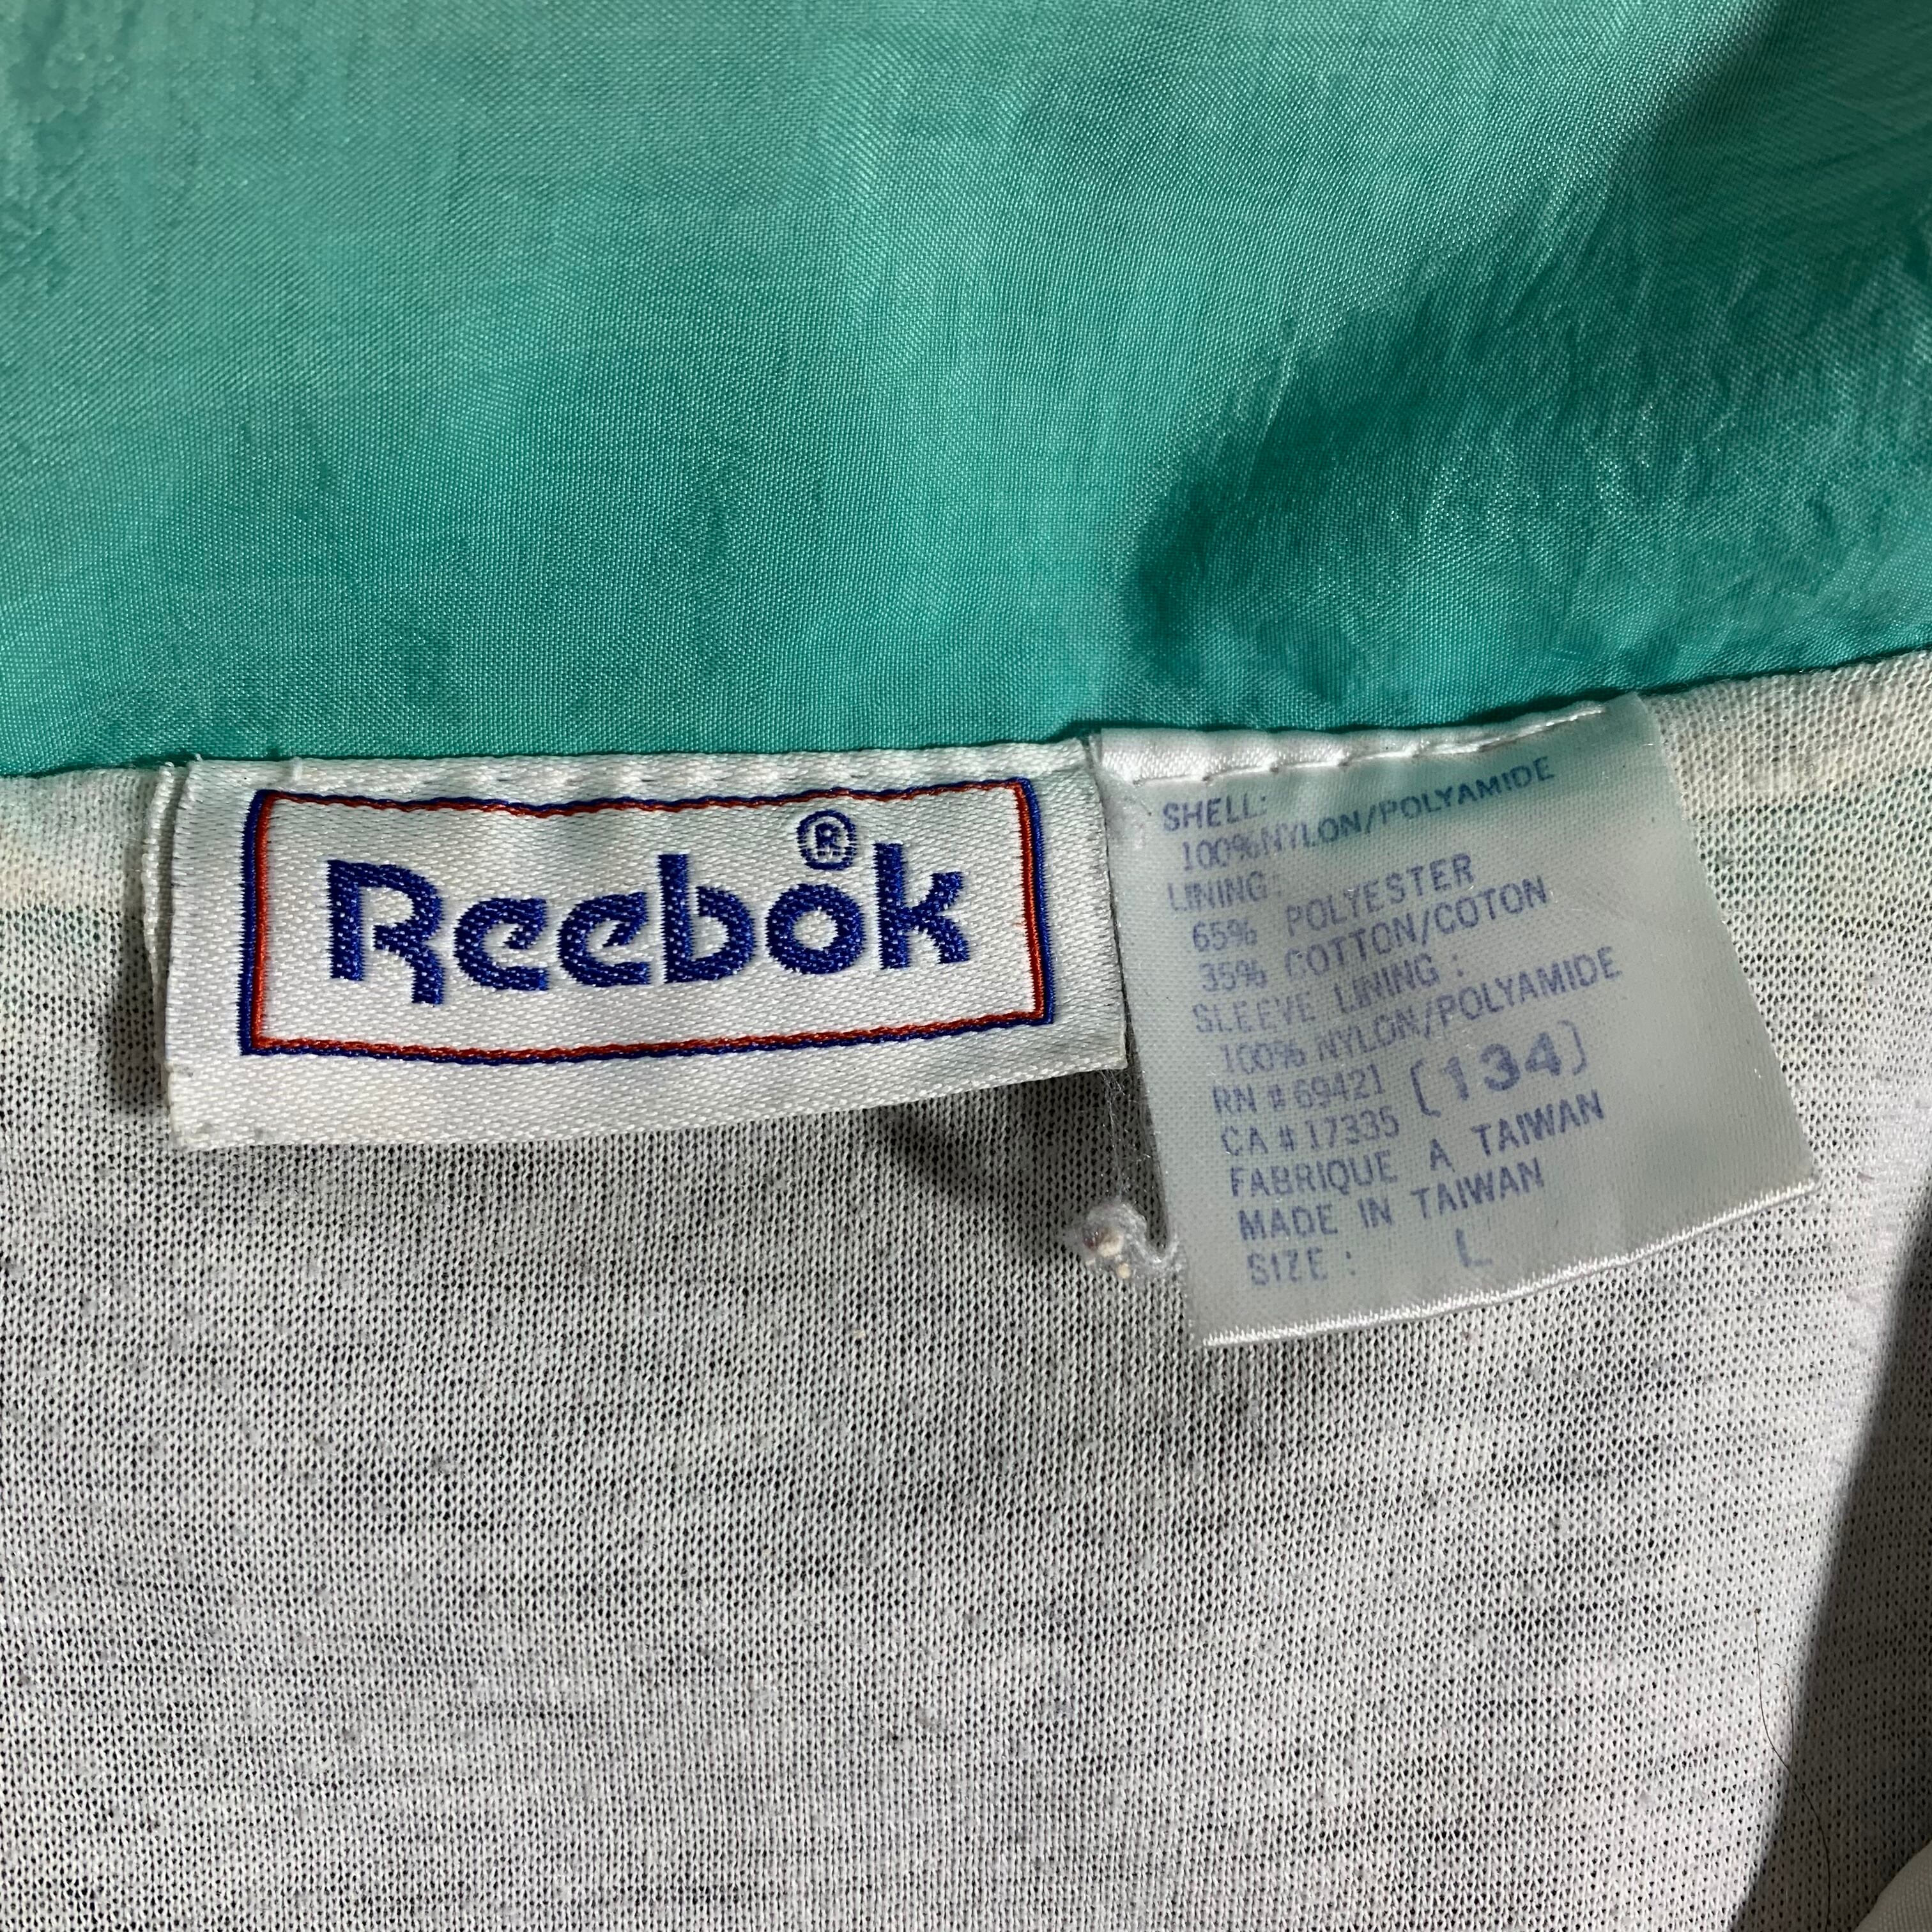 Reebok®
SHELL:
100%NYLON/POLYAMIDE
LINING:
65% POLYESTER
35% COTTON/COTON
SLEEVE LINING:
100% NYLON/POLYAMIDE
RN # 69421 [134]
CA # 17335
FABRIQUE A TAIWAN
MADE IN TAIWAN
SIZE: L